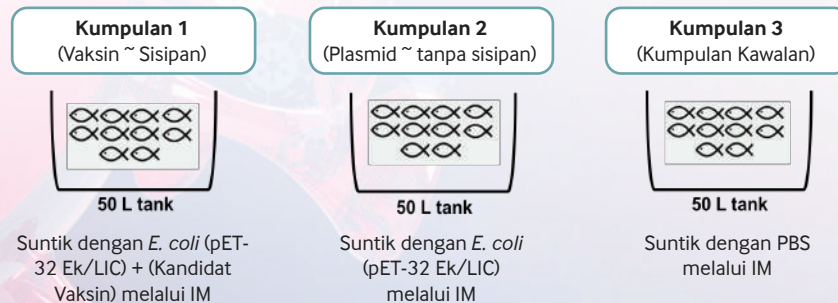 Kumpulan 1
(Vaksin ~ Sisipan)
50 L tank
Suntik dengan E. coli (pET-
32 Ek/LIC) + (Kandidat
Vaksin) melalui IM
Kumpulan 2
(Plasmid ~ tanpa sisipan)
50 L tank
Suntik dengan E. coli
(pET-32 Ek/LIC)
melalui IM
Kumpulan 3
(Kumpulan Kawalan)
50 L tank
Suntik dengan PBS
melalui IM